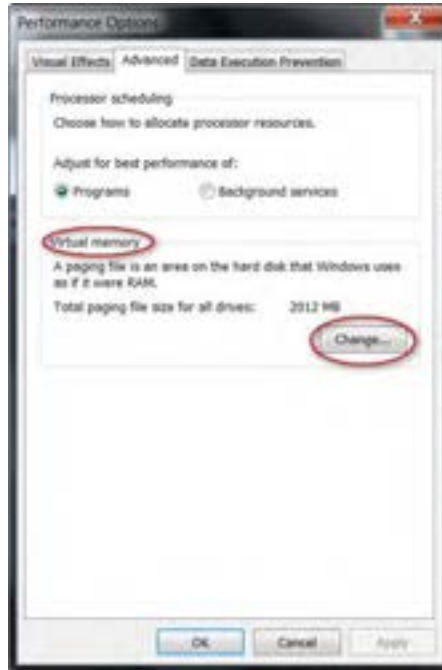 Performance Options
Visual Effects Advanced Data Execution Prevention
Processor scheduling
Choose how to allocate processor resources.
Adjust for best performance of:
Programs Background services
Virtual memory
A paging file is an area on the hard disk that Windows uses
as if it were RAM.
Total paging file size for all drives: 2012 MB
Change...
OK Cancel Apply